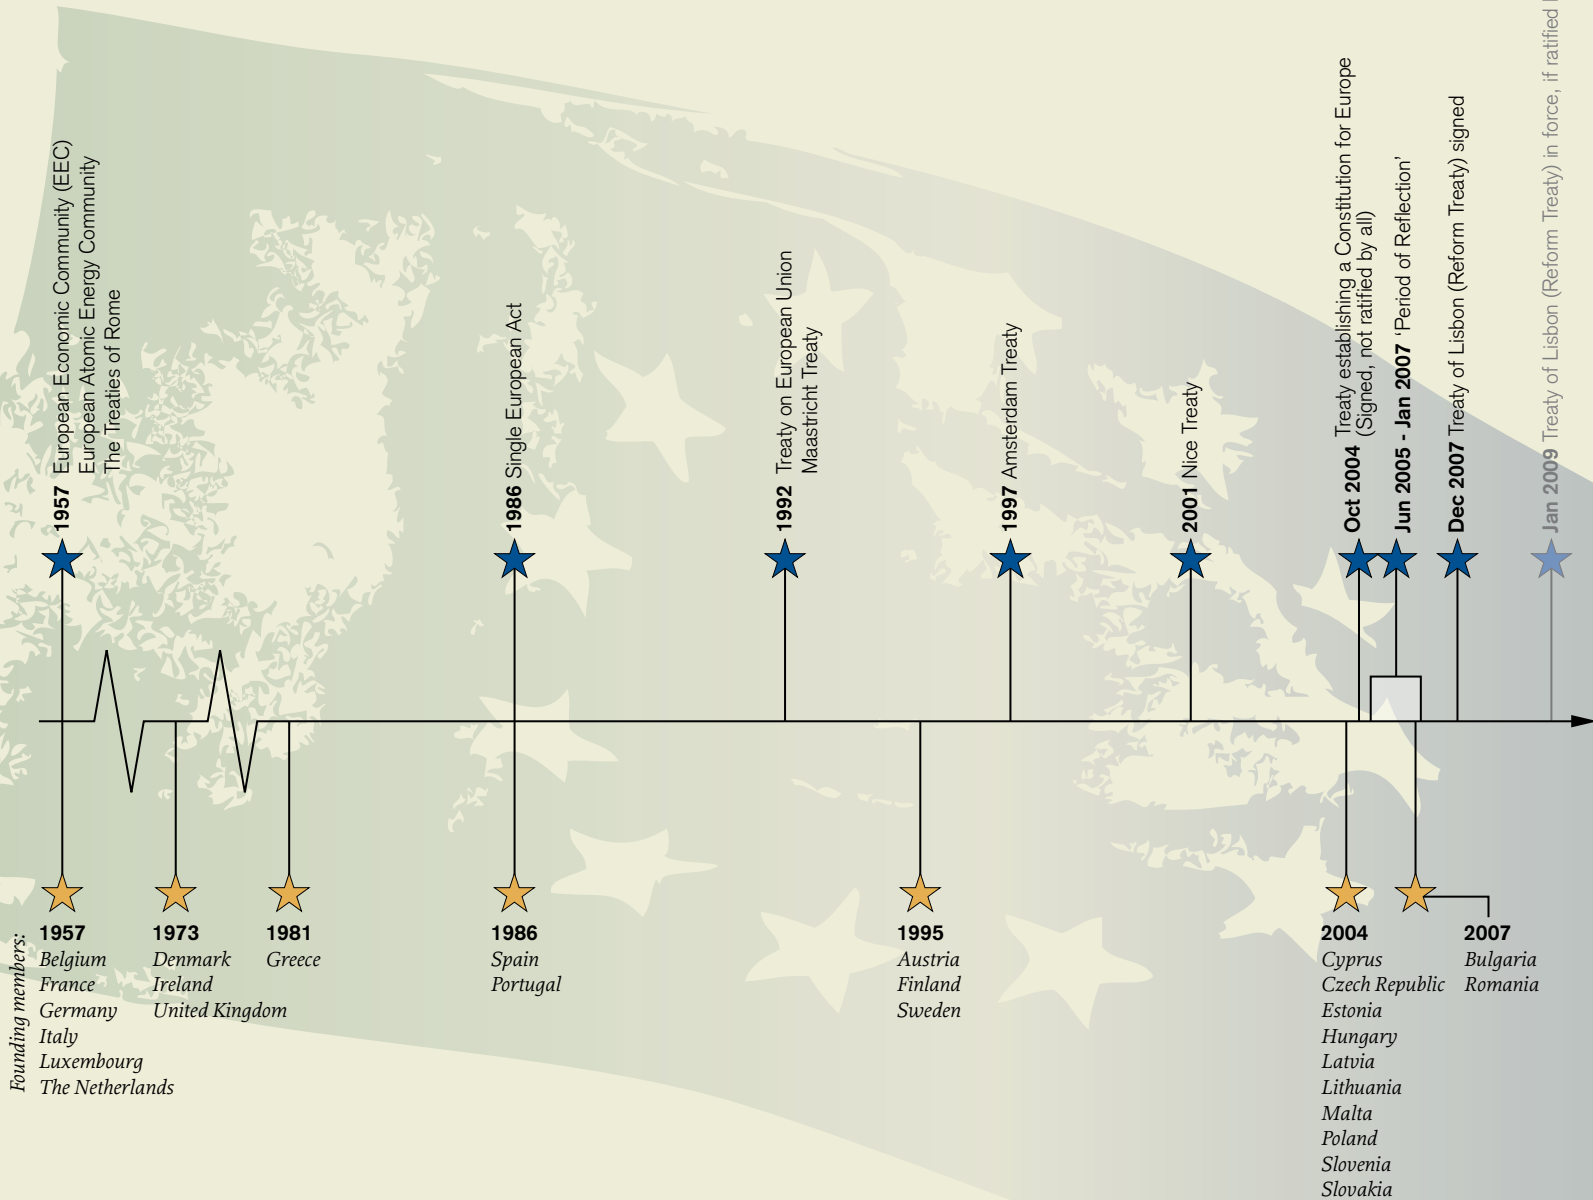 1957 European Economic Community (EEC)
European Atomic Energy Community
The Treaties of Rome
1986 Single European Act
1992 Treaty on European Union
Maastricht Treaty
1997 Amsterdam Treaty
2001 Nice Treaty
Oct 2004 Treaty establishing a Constitution for Europe
(Signed, not ratified by all)
Jun 2005 - Jan 2007 ‘Period of Reflection’
Dec 2007 Treaty of Lisbon (Reform Treaty) signed
Jan 2009 Treaty of Lisbon (Reform Treaty) in force, if ratified
Founding members:
1957
Belgium
France
Germany
Italy
Luxembourg
The Netherlands
1973
Denmark
Ireland
United Kingdom
1981
Greece
1986
Spain
Portugal
1995
Austria
Finland
Sweden
2004
Cyprus
Czech Republic
Estonia
Hungary
Latvia
Lithuania
Malta
Poland
Slovenia
Slovakia
2007
Bulgaria
Romania